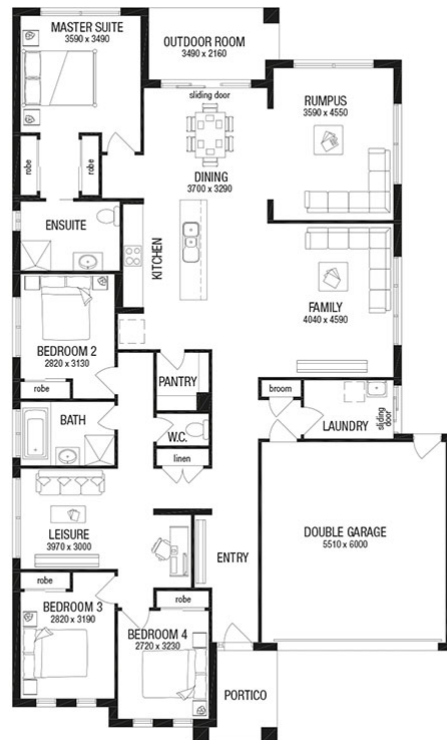 MASTER SUITE
3590 x 3490
OUTDOOR ROOM
3490 x 2160
sliding door
RUMPUS
3590 x 4550
robe
robe
DINING
3700 x 3290
ENSUITE
KITCHEN
FAMILY
4040 x 4590
BEDROOM 2
2820 x 3130
robe
PANTRY
broom
BATH
W.C.
LAUNDRY
sliding
door
linen
LEISURE
3970 x 3000
DOUBLE GARAGE
5510 x 6000
ENTRY
robe
BEDROOM 3
2820 x 3190
robe
BEDROOM 4
2720 x 3230
PORTICO